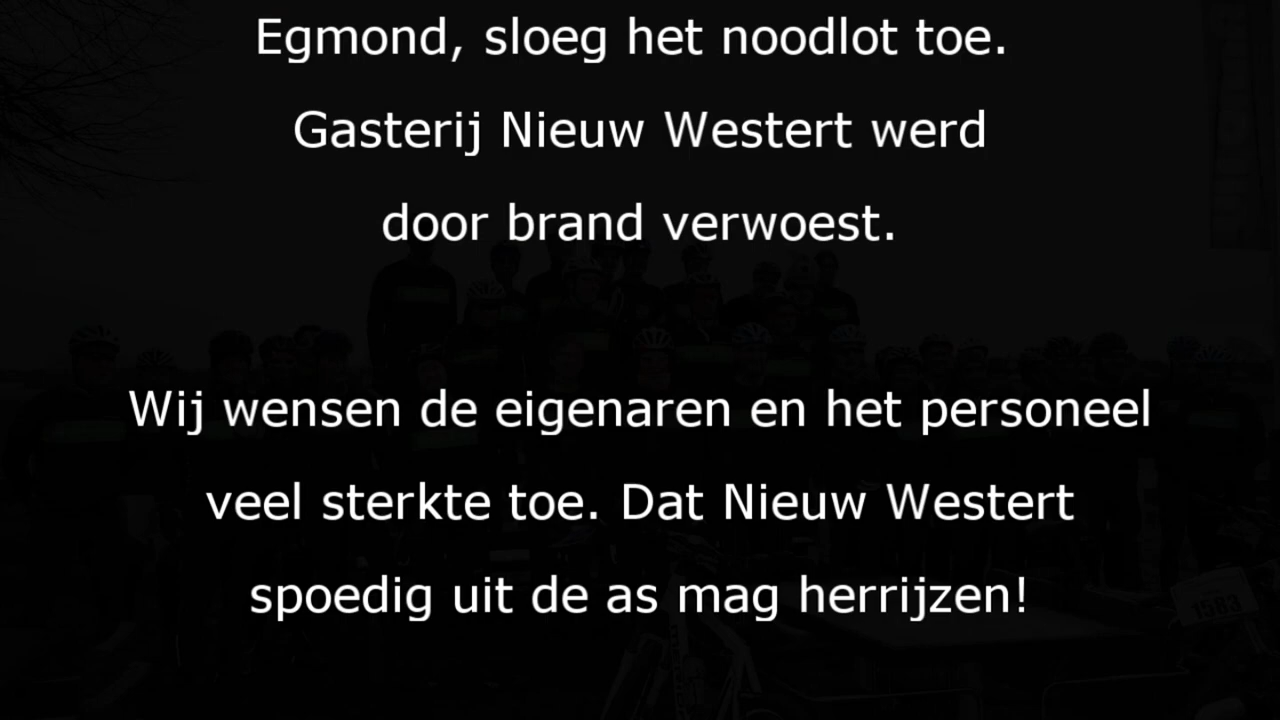 Egmond, sloeg het noodlot toe.
Gasterij Nieuw Westert werd
door brand verwoest.
Wij wensen de eigenaren en het personeel
veel sterkte toe. Dat Nieuw Westert
spoedig uit de as mag herrijzen!
1583